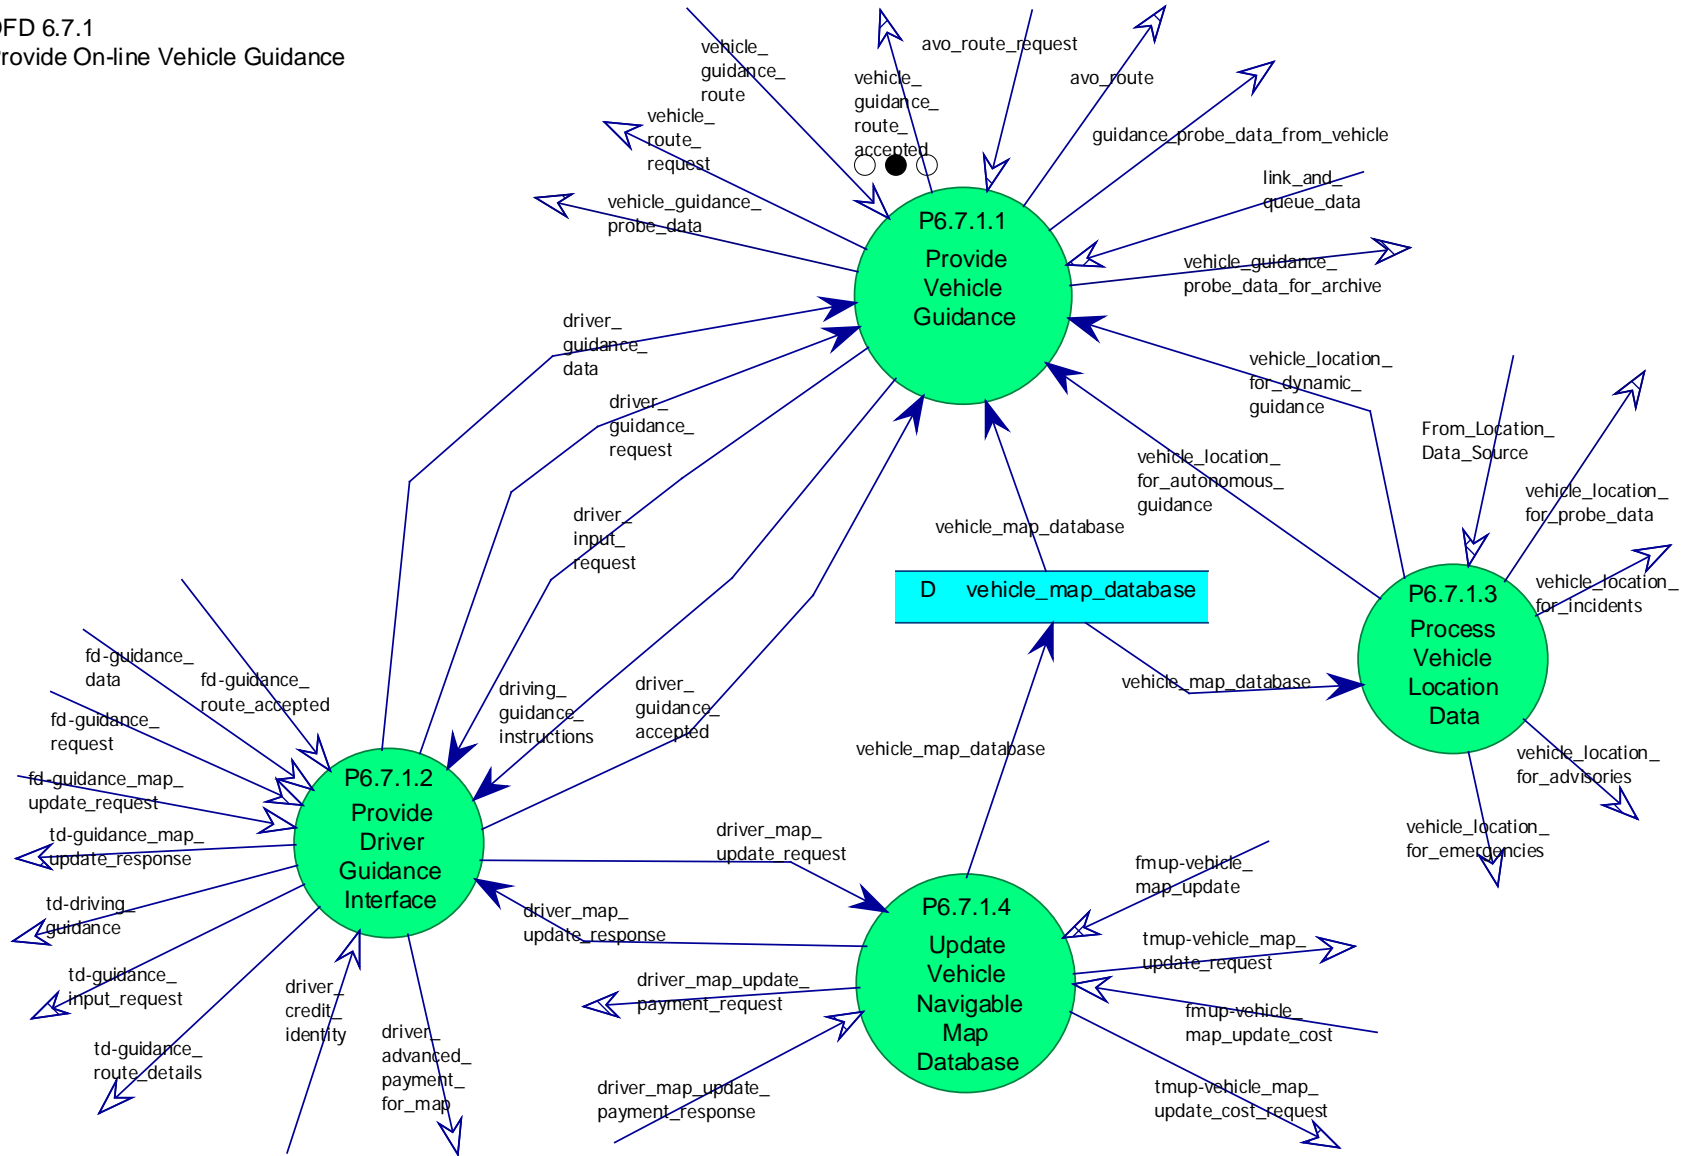 DFD 6.7.1
Provide On-line Vehicle Guidance
vehicle_
guidance_
route
vehicle_
guidance_
route_
accepted
avo_route_request
avo_route
vehicle_
route_
request
guidance_probe_data_from_vehicle
vehicle_guidance_
probe_data
link_and_
queue_data
vehicle_guidance_
probe_data_for_archive
P6.7.1.1
Provide
Vehicle
Guidance
driver_
guidance_
data
driver_
guidance_
request
driver_
input_
request
vehicle_location_
for_dynamic_
guidance
vehicle_location_
for_autonomous_
guidance
From_Location_
Data_Source
vehicle_location_
for_probe_data
vehicle_location_
for_incidents
vehicle_map_database
D vehicle_map_database
P6.7.1.3
Process
Vehicle
Location
Data
vehicle_map_database
vehicle_map_database
vehicle_location_
for_advisories
vehicle_location_
for_emergencies
fd-guidance_
data
fd-guidance_
route_accepted
fd-guidance_
request
fd-guidance_map_
update_request
td-guidance_map_
update_response
td-driving_
guidance
td-guidance_
input_request
td-guidance_
route_details
driving_
guidance_
instructions
driver_
guidance_
accepted
P6.7.1.2
Provide
Driver
Guidance
Interface
driver_
credit_
identity
driver_
advanced_
payment_
for_map
driver_map_
update_request
driver_map_
update_response
driver_map_update_
payment_request
driver_map_update_
payment_response
P6.7.1.4
Update
Vehicle
Navigable
Map
Database
fmup-vehicle_
map_update
tmup-vehicle_map_
update_request
fmup-vehicle_
map_update_cost
tmup-vehicle_map_
update_cost_request